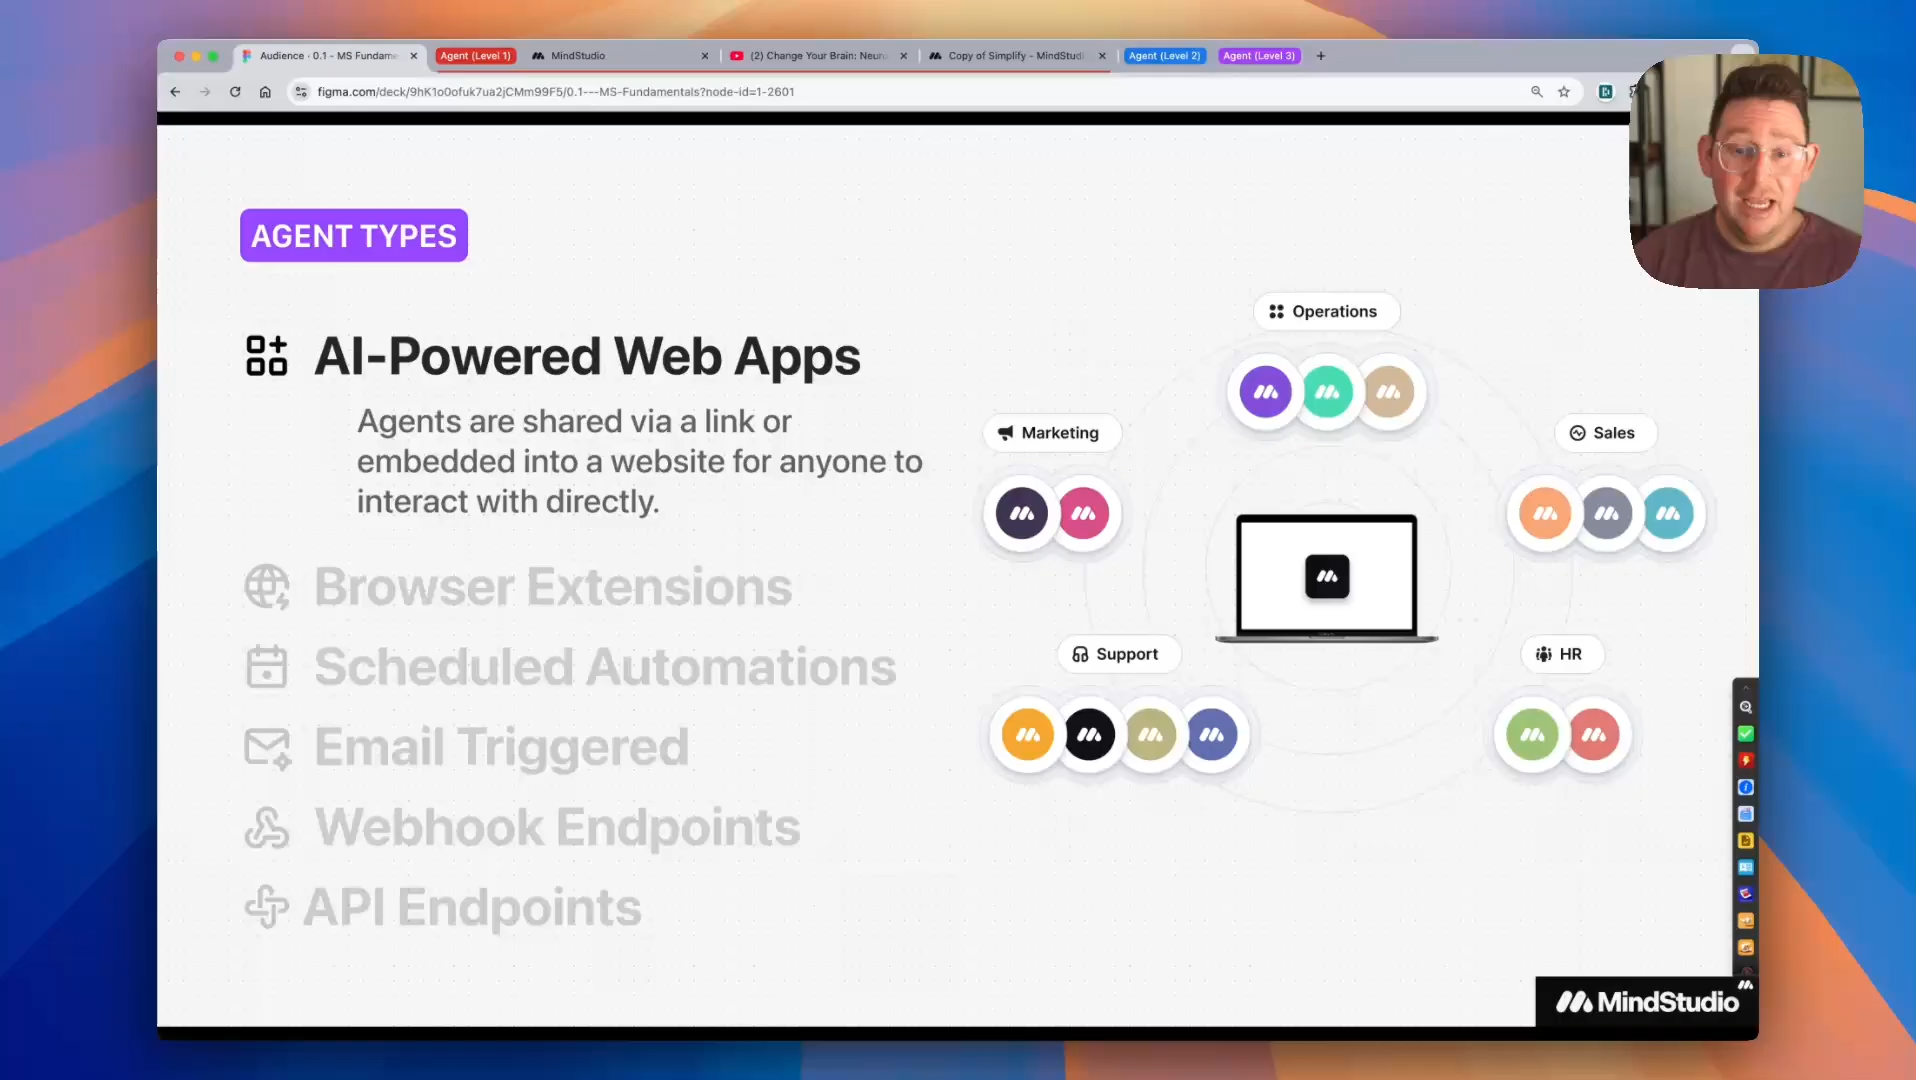 Audience · 0.1 - MS Fundame
Agent (Level 1)
MindStudio
(2) Change Your Brain: Neuro
Copy of Simplify - MindStudi
Agent (Level 2)
Agent (Level 3)
figma.com/deck/9hK1o0ofuk7ua2jCMm99F5/0.1---MS-Fundamentals?node-id=1-2601
AGENT TYPES
AI-Powered Web Apps
Agents are shared via a link or
embedded into a website for anyone to
interact with directly.
Browser Extensions
Scheduled Automations
Email Triggered
Webhook Endpoints
API Endpoints
Operations
Marketing
Sales
Support
HR
MindStudio